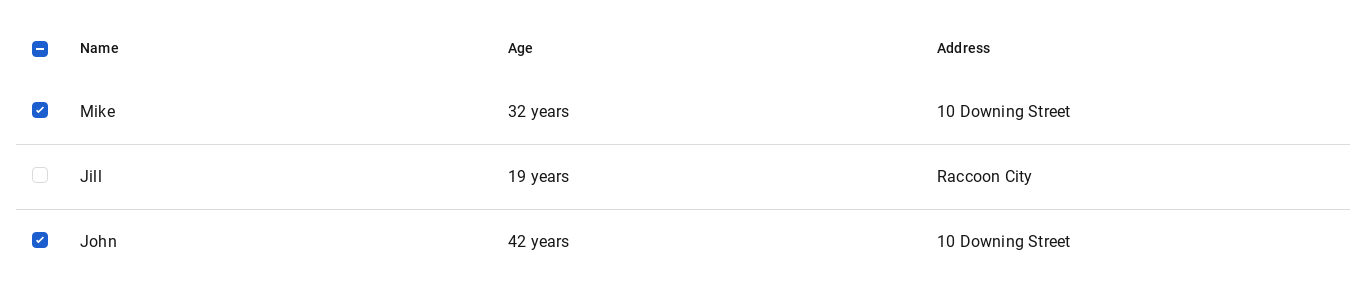 Name Age Address
Mike 32 years 10 Downing Street
Jill 19 years Raccoon City
John 42 years 10 Downing Street